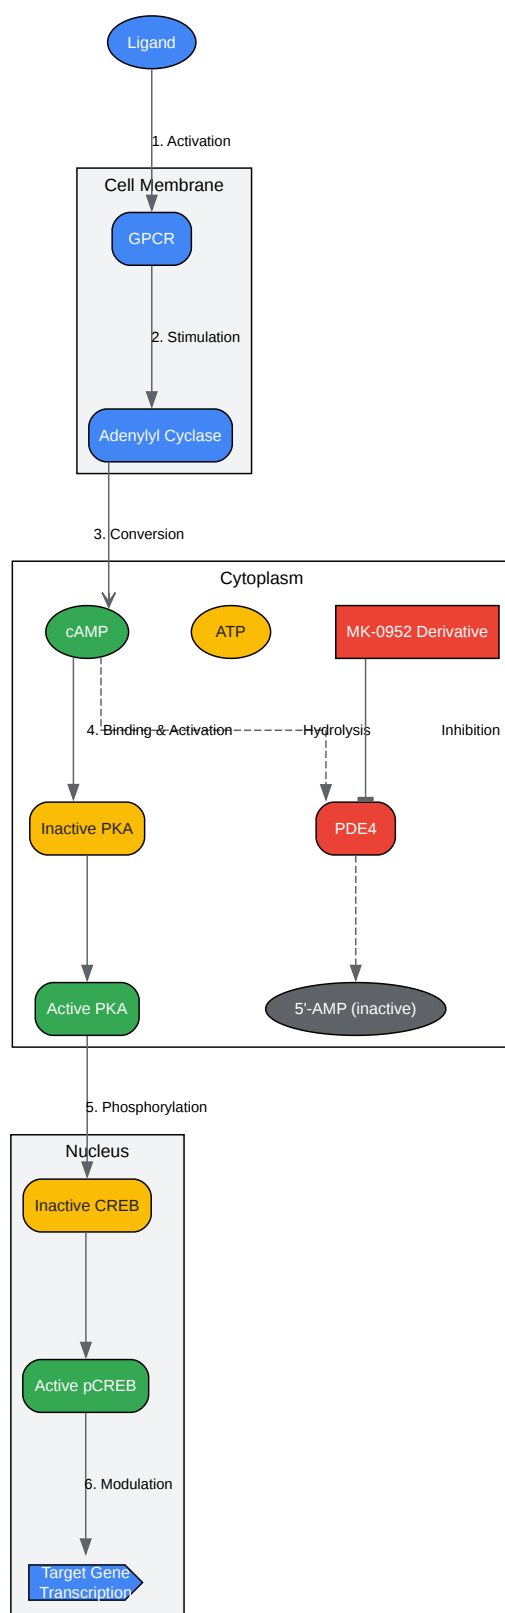 Ligand
1. Activation
Cell Membrane
GPCR
2. Stimulation
Adenylyl Cyclase
3. Conversion
Cytoplasm
cAMP
ATP
MK-0952 Derivative
4. Binding & Activation
Hydrolysis
Inhibition
Inactive PKA
PDE4
Active PKA
5'-AMP (inactive)
5. Phosphorylation
Nucleus
Inactive CREB
Active pCREB
6. Modulation
Target Gene
Transcription